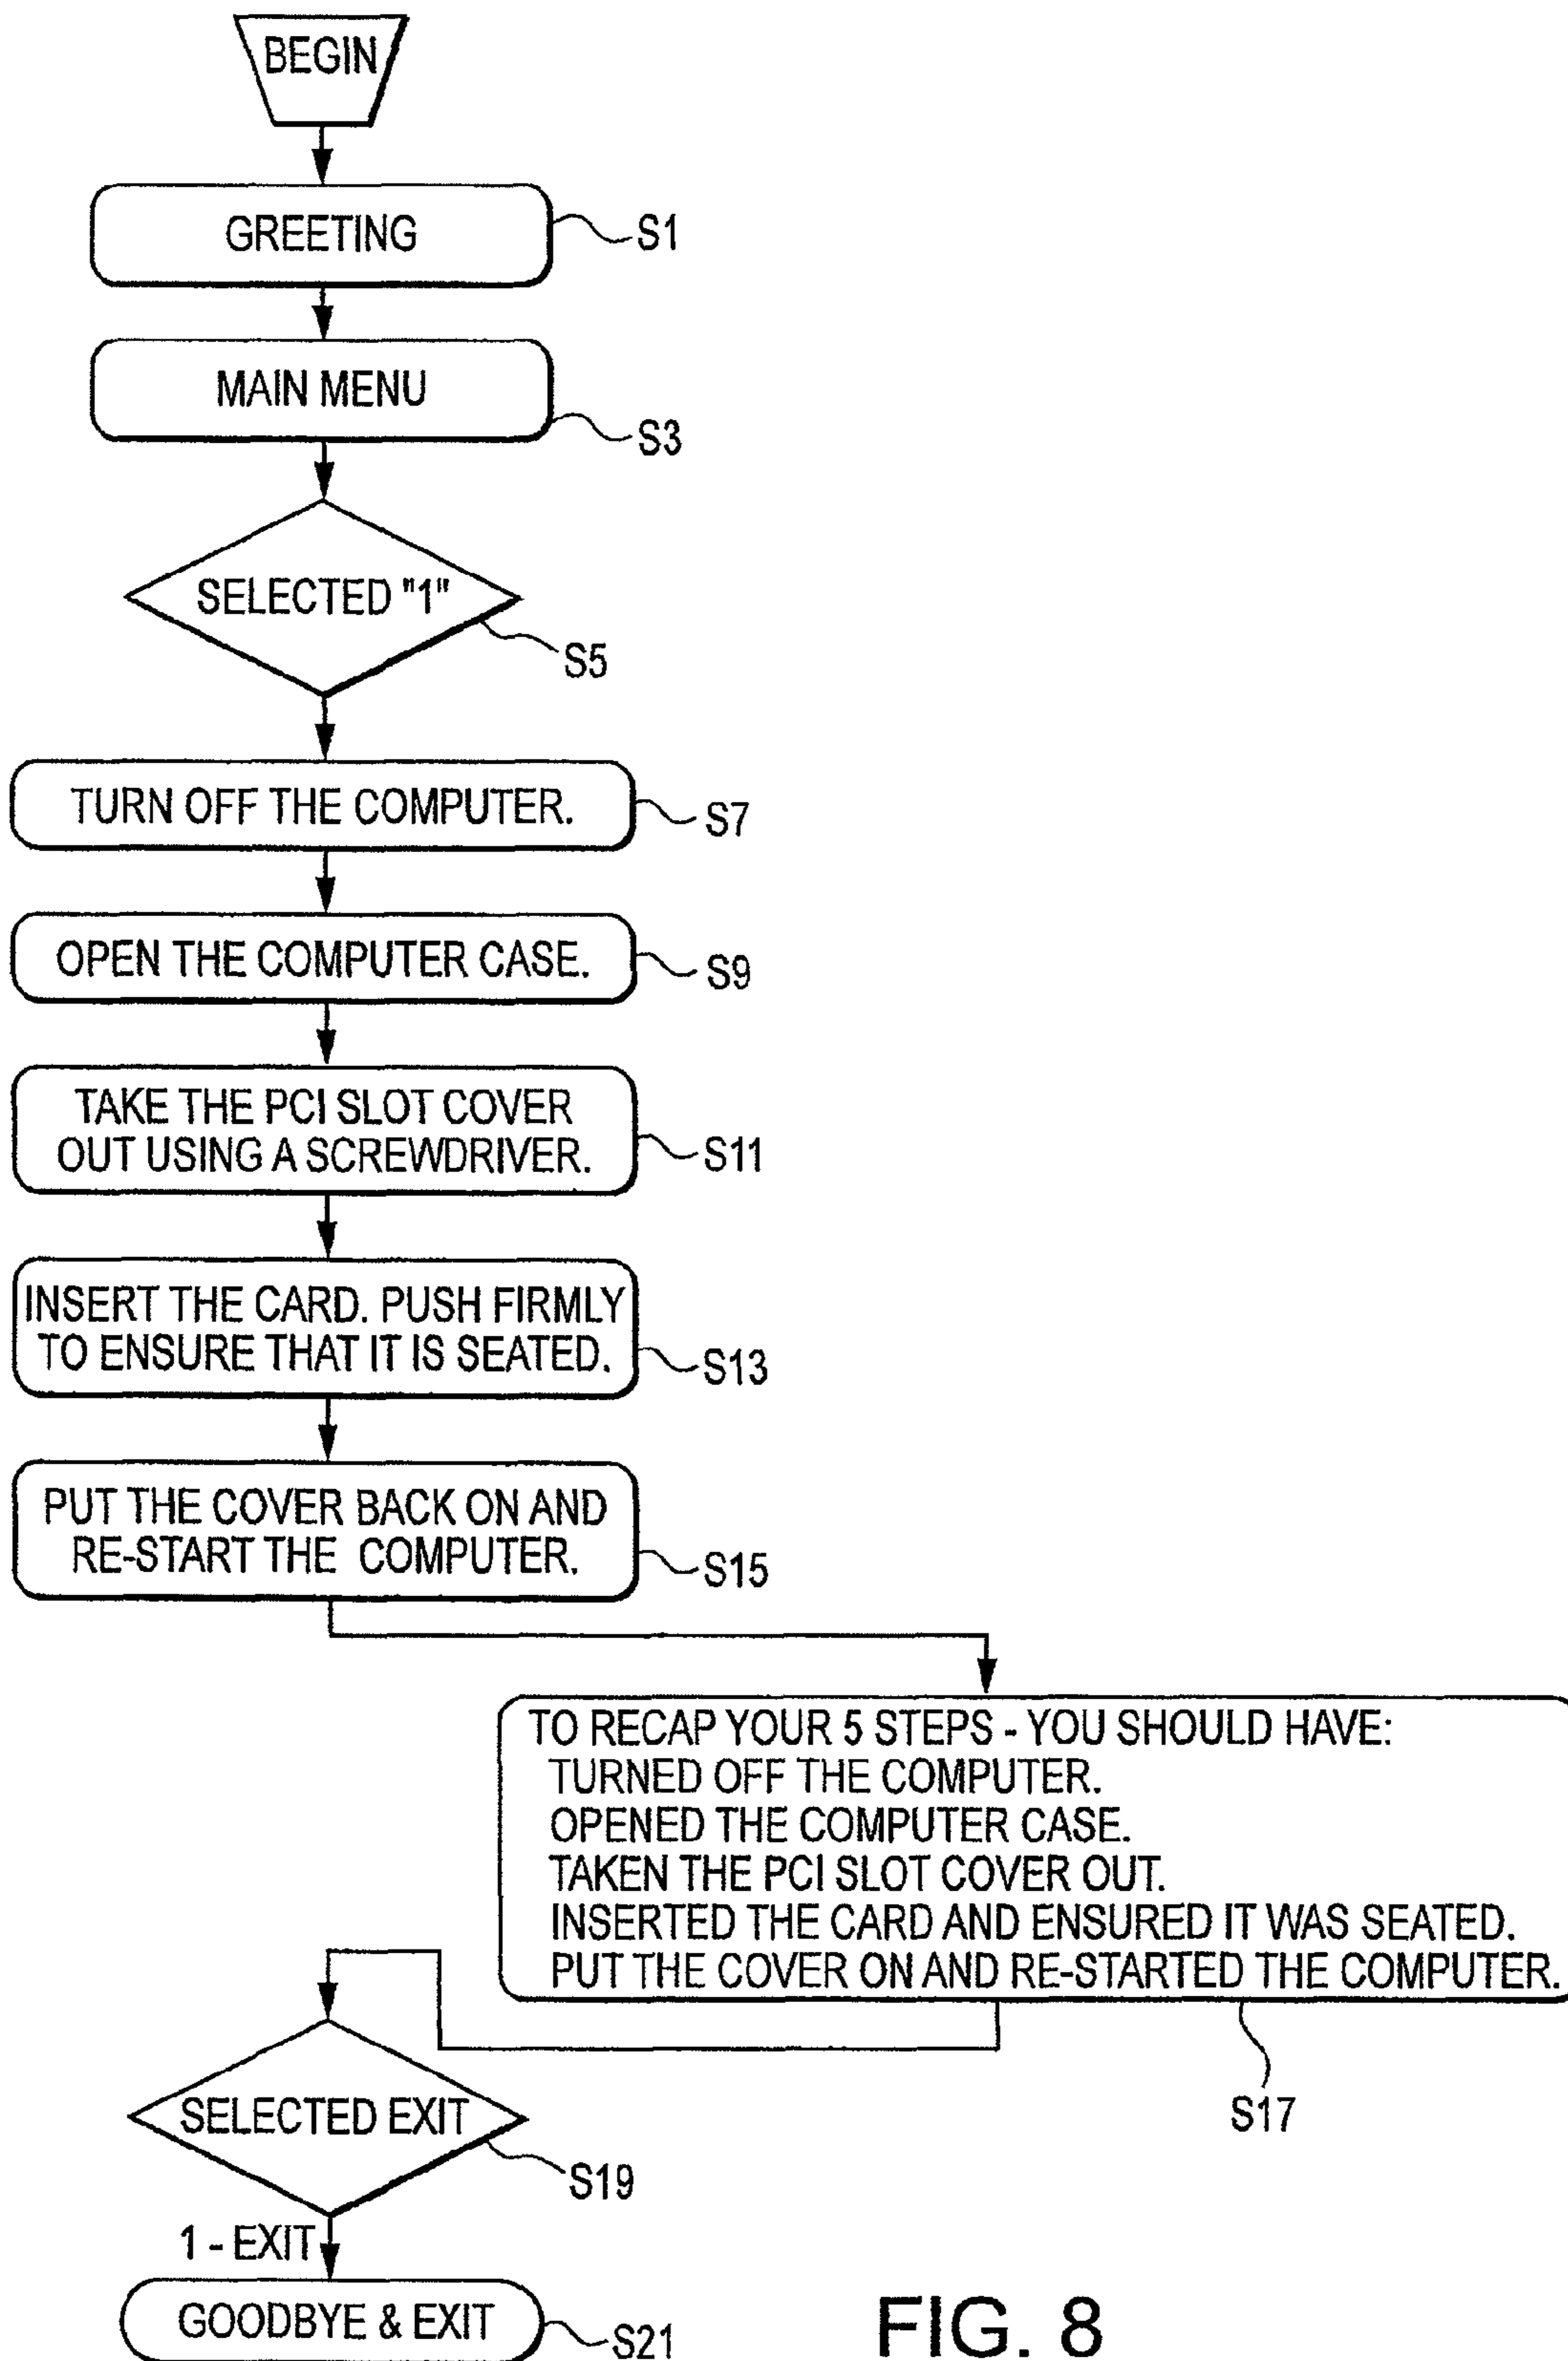 BEGIN
GREETING
S1
MAIN MENU
S3
SELECTED "1"
S5
TURN OFF THE COMPUTER.
S7
OPEN THE COMPUTER CASE.
S9
TAKE THE PCI SLOT COVER
OUT USING A SCREWDRIVER.
S11
INSERT THE CARD. PUSH FIRMLY
TO ENSURE THAT IT IS SEATED.
S13
PUT THE COVER BACK ON AND
RE-START THE COMPUTER.
S15
TO RECAP YOUR 5 STEPS - YOU SHOULD HAVE:
TURNED OFF THE COMPUTER.
OPENED THE COMPUTER CASE.
TAKEN THE PCI SLOT COVER OUT.
INSERTED THE CARD AND ENSURED IT WAS SEATED.
PUT THE COVER ON AND RE-STARTED THE COMPUTER.
S17
SELECTED EXIT
S19
1 - EXIT
GOODBYE & EXIT
S21
FIG. 8